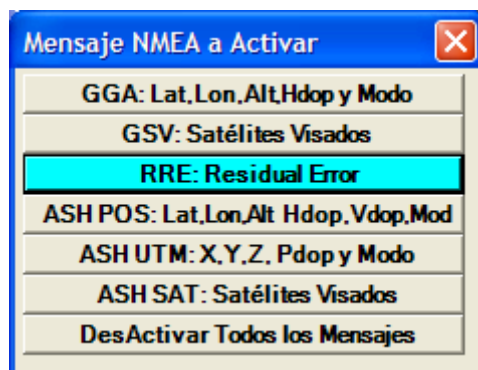 Mensaje NMEA a Activar
GGA: Lat,Lon,Alt,Hdop y Modo
GSV: Satélites Visados
RRE: Residual Error
ASH POS: Lat,Lon,Alt Hdop,Vdop,Mod
ASH UTM: X,Y,Z, Pdop y Modo
ASH SAT: Satélites Visados
DesActivar Todos los Mensajes